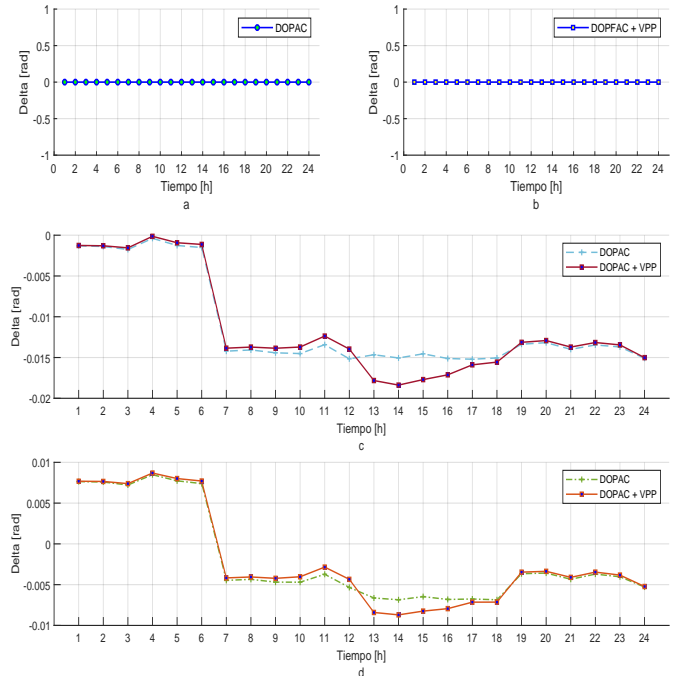 1
0.5
0
-0.5
-1
Delta [rad]
DOPAC
0 2 4 6 8 10 12 14 16 18 20 22 24
Tiempo [h]
a
1
0.5
0
-0.5
-1
Delta [rad]
DOPFAC + VPP
0 2 4 6 8 10 12 14 16 18 20 22 24
Tiempo [h]
b
0
-0.005
-0.01
-0.015
-0.02
Delta [rad]
DOPAC
DOPAC + VPP
1 2 3 4 5 6 7 8 9 10 11 12 13 14 15 16 17 18 19 20 21 22 23 24
Tiempo [h]
c
0.01
0.005
0
-0.005
-0.01
Delta [rad]
DOPAC
DOPAC + VPP
1 2 3 4 5 6 7 8 9 10 11 12 13 14 15 16 17 18 19 20 21 22 23 24
Tiempo [h]
d